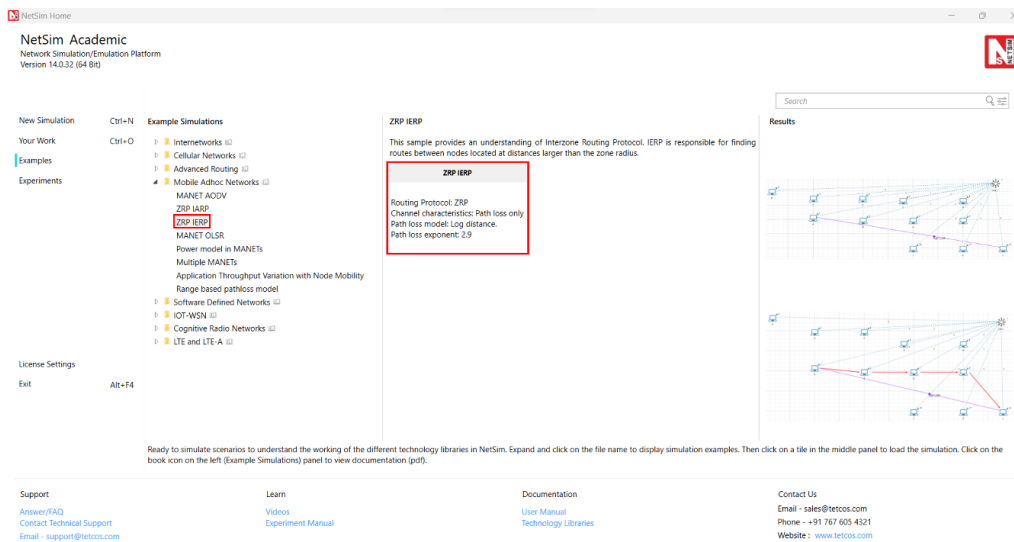 NetSim Home
NetSim Academic
Network Simulation/Emulation Platform
Version 14.0.32 (64 Bit)
NETSIM
Search
New Simulation Ctrl+N
Your Work Ctrl+O
Examples
Experiments
License Settings
Exit Alt+F4
Example Simulations
Internetworks
Cellular Networks
Advanced Routing
Mobile Adhoc Networks
MANET AODV
ZRP IARP
ZRP IERP
MANET OLSR
Power model in MANETs
Multiple MANETs
Application Throughput Variation with Node Mobility
Range based pathloss model
Software Defined Networks
IOT-WSN
Cognitive Radio Networks
LTE and LTE-A
ZRP IERP
This sample provides an understanding of Interzone Routing Protocol. IERP is responsible for finding
routes between nodes located at distances larger than the zone radius.
ZRP IERP
Routing Protocol: ZRP
Channel characteristics: Path loss only
Path loss model: Log distance.
Path loss exponent: 2.9
Results
Ready to simulate scenarios to understand the working of the different technology libraries in NetSim. Expand and click on the file name to display simulation examples. Then click on a tile in the middle panel to load the simulation. Click on the
book icon on the left (Example Simulations) panel to view documentation (pdf).
Support
Answer/FAQ
Contact Technical Support
Email - support@tetcos.com
Learn
Videos
Experiment Manual
Documentation
User Manual
Technology Libraries
Contact Us
Email - sales@tetcos.com
Phone - +91 767 605 4321
Website : www.tetcos.com